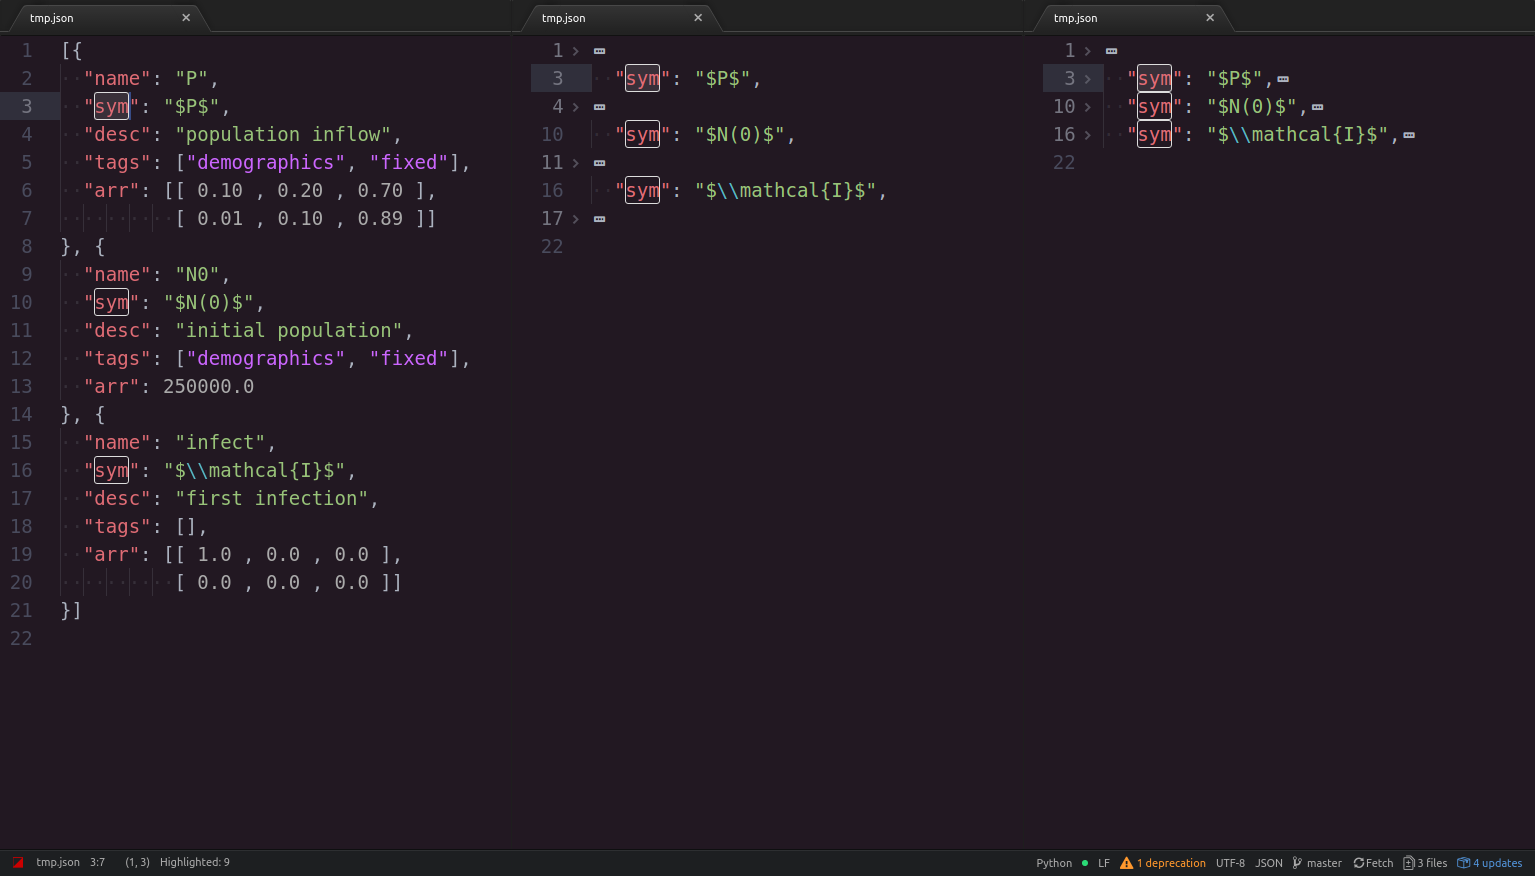 tmp.json ×
1 [{
2 "name": "P",
3 "sym": "$P$",
4 "desc": "population inflow",
5 "tags": ["demographics", "fixed"],
6 "arr": [[ 0.10 , 0.20 , 0.70 ],
7 [ 0.01 , 0.10 , 0.89 ]]
8 }, {
9 "name": "N0",
10 "sym": "$N(0)$",
11 "desc": "initial population",
12 "tags": ["demographics", "fixed"],
13 "arr": 250000.0
14 }, {
15 "name": "infect",
16 "sym": "$\\mathcal{I}$",
17 "desc": "first infection",
18 "tags": [],
19 "arr": [[ 1.0 , 0.0 , 0.0 ],
20 [ 0.0 , 0.0 , 0.0 ]]
21 }]
22
tmp.json ×
1 > ⋯
3 "sym": "$P$",
4 > ⋯
10 "sym": "$N(0)$",
11 > ⋯
16 "sym": "$\\mathcal{I}$",
17 > ⋯
22
tmp.json ×
1 > ⋯
3 > "sym": "$P$",⋯
10 > "sym": "$N(0)$",⋯
16 > "sym": "$\\mathcal{I}$",⋯
22
tmp.json 3:7 (1, 3) Highlighted: 9 Python LF 1 deprecation UTF-8 JSON master Fetch 3 files 4 updates